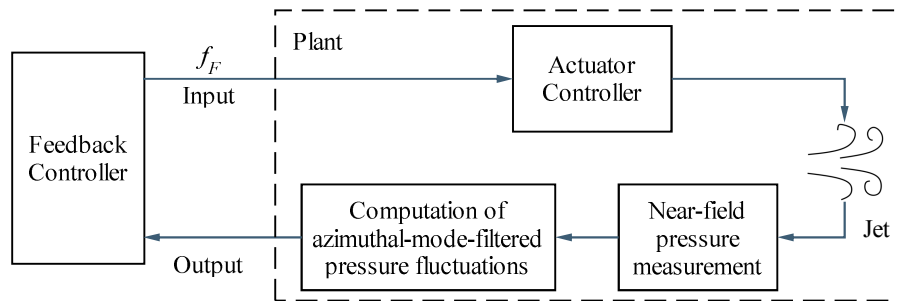 Plant
f_F
Input
Actuator
Controller
Feedback
Controller
Computation of
azimuthal-mode-filtered
pressure fluctuations
Near-field
pressure
measurement
Jet
Output